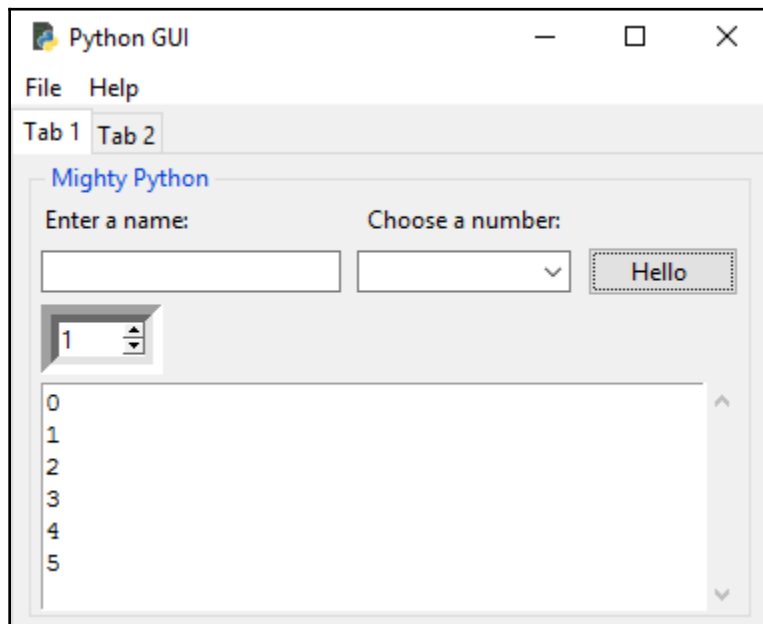 Python GUI
File Help
Tab 1 Tab 2
Mighty Python
Enter a name: Choose a number:
Hello
1
0
1
2
3
4
5